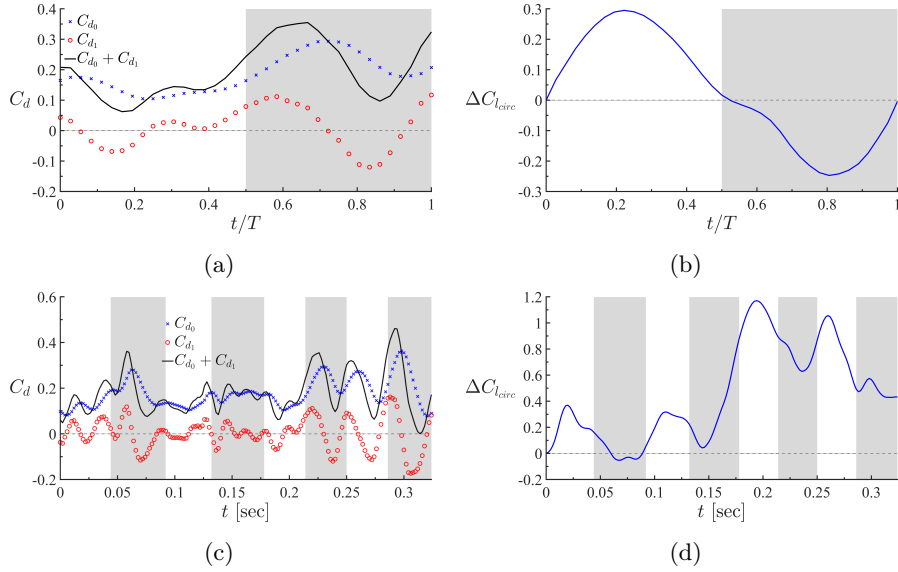 0.4
0.3
0.2
0.1
0
-0.1
-0.2
C_d
C_{d_0}
C_{d_1}
C_{d_0} + C_{d_1}
0 0.2 0.4 0.6 0.8 1
t/T
(a)
0.3
0.2
0.1
0
-0.1
-0.2
-0.3
ΔC_{l_{circ}}
0 0.2 0.4 0.6 0.8 1
t/T
(b)
0.6
0.4
0.2
0
-0.2
C_d
C_{d_0}
C_{d_1}
C_{d_0} + C_{d_1}
0 0.05 0.1 0.15 0.2 0.25 0.3
t [sec]
(c)
1.2
1
0.8
0.6
0.4
0.2
0
-0.2
ΔC_{l_{circ}}
0 0.05 0.1 0.15 0.2 0.25 0.3
t [sec]
(d)